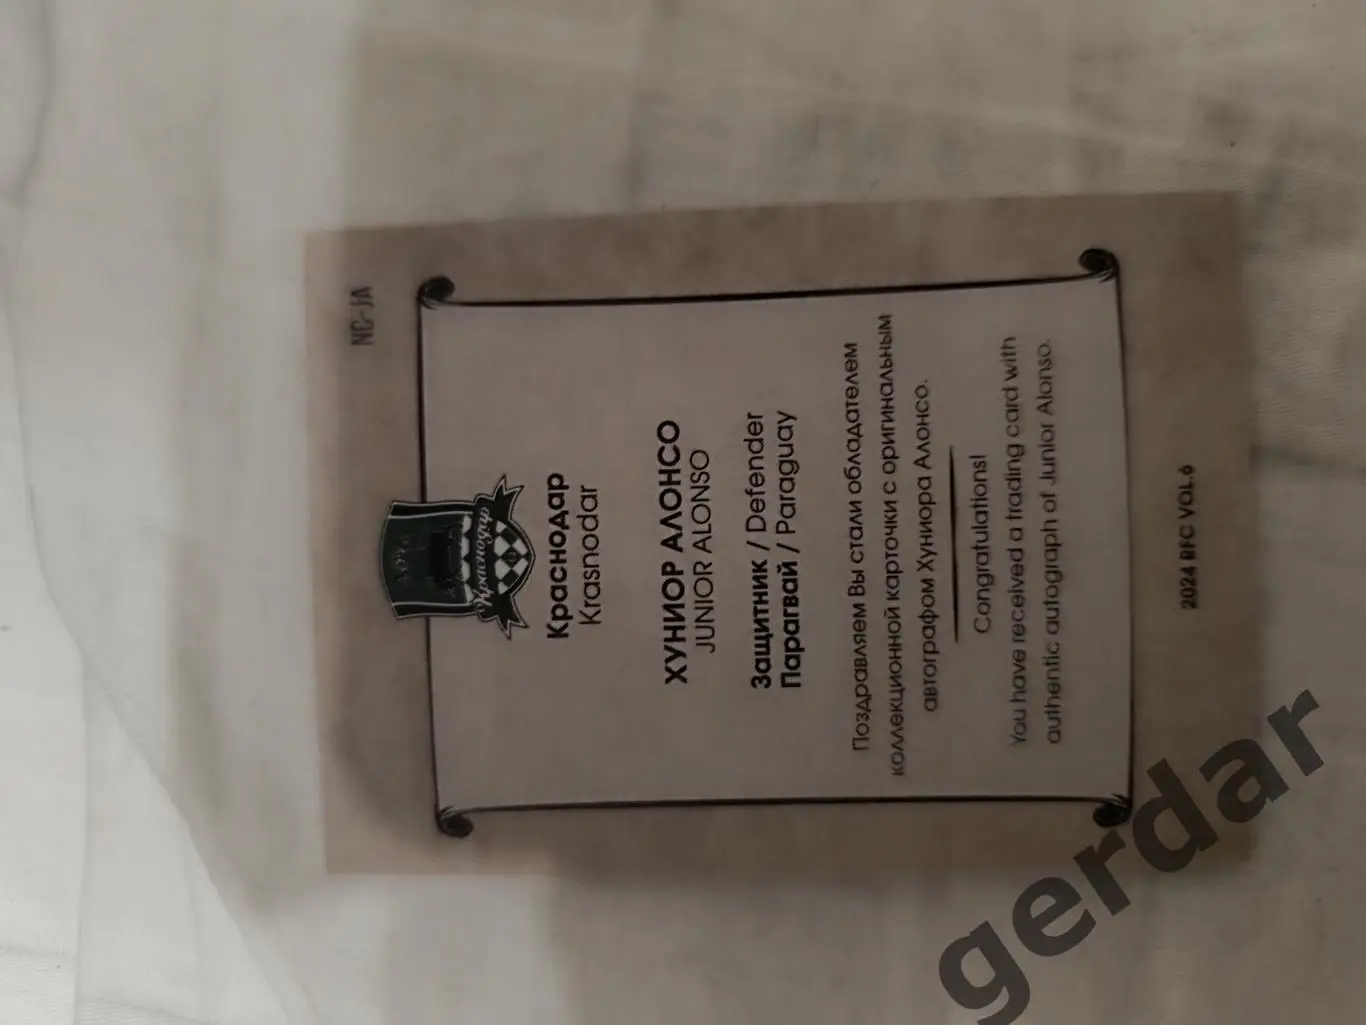 NC-JA
Краснодар
Краснодар
Krasnodar
ХУНИОР АЛОНСО
JUNIOR ALONSO
Защитник / Defender
Парагвай / Paraguay
Поздравляем Вы стали обладателем
коллекционной карточки с оригинальным
автографом Хуниора Алонсо.
Congratulations!
You have received a trading card with
authentic autograph of Junior Alonso.
2024 BFC VOL.6
gerdar